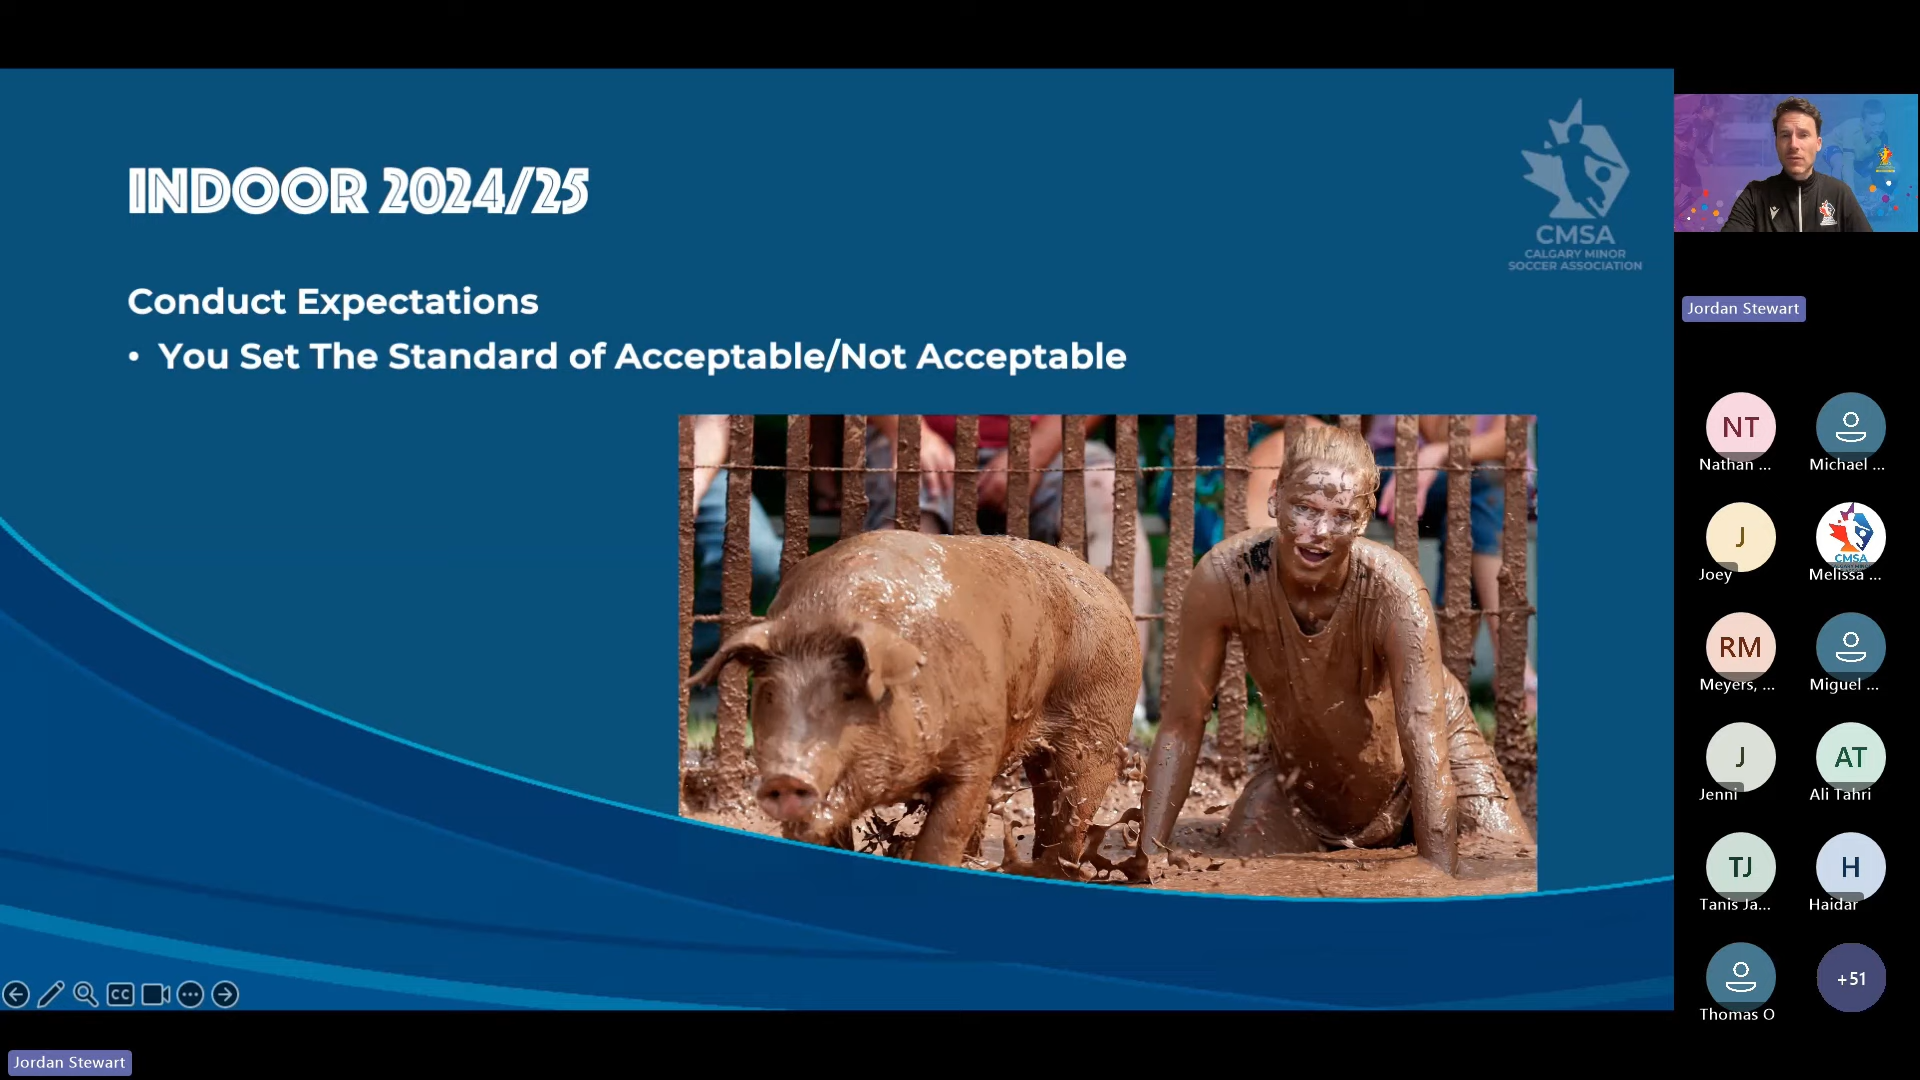 INDOOR 2024/25
CMSA
CALGARY MINOR
SOCCER ASSOCIATION
Conduct Expectations
• You Set The Standard of Acceptable/Not Acceptable
CC
Jordan Stewart
Jordan Stewart
NT
Nathan ...
Michael ...
J
Joey
CMSA
Melissa ...
RM
Meyers, ...
Miguel ...
J
Jenni
AT
Ali Tahri
TJ
Tanis Ja...
H
Haidar
Thomas O
+51